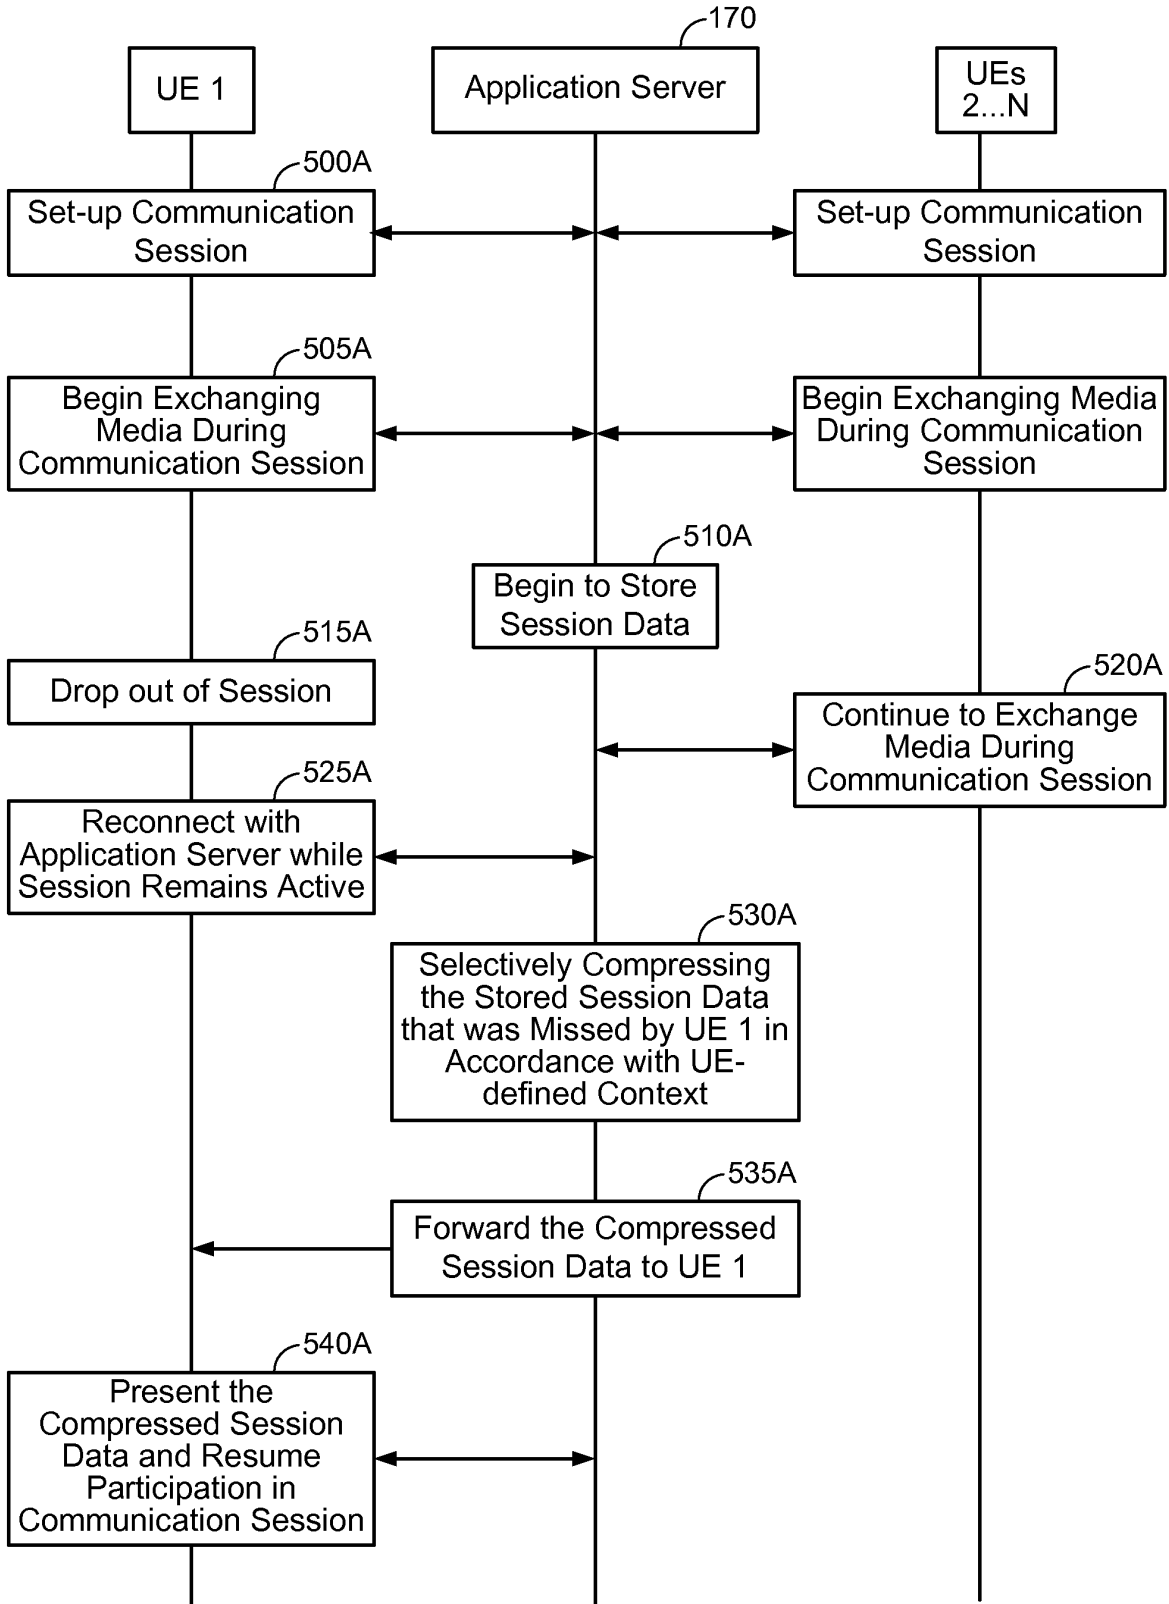 170
UE 1
Application Server
UEs
2...N
500A
Set-up Communication
Session
Set-up Communication
Session
505A
Begin Exchanging
Media During
Communication Session
Begin Exchanging Media
During Communication
Session
510A
Begin to Store
Session Data
515A
Drop out of Session
520A
Continue to Exchange
Media During
Communication Session
525A
Reconnect with
Application Server while
Session Remains Active
530A
Selectively Compressing
the Stored Session Data
that was Missed by UE 1 in
Accordance with UE-
defined Context
535A
Forward the Compressed
Session Data to UE 1
540A
Present the
Compressed Session
Data and Resume
Participation in
Communication Session